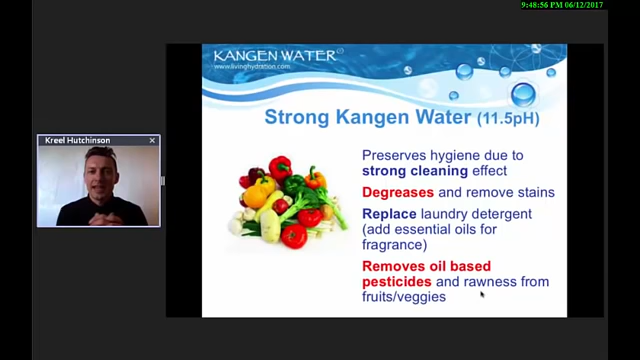 9:48:56 PM 06/12/2017
KANGEN WATER®
www.livinghydration.com
Kreel Hutchinson
Strong Kangen Water (11.5pH)
Preserves hygiene due to
strong cleaning effect
Degreases and remove stains
Replace laundry detergent
(add essential oils for
fragrance)
Removes oil based
pesticides and rawness from
fruits/veggies